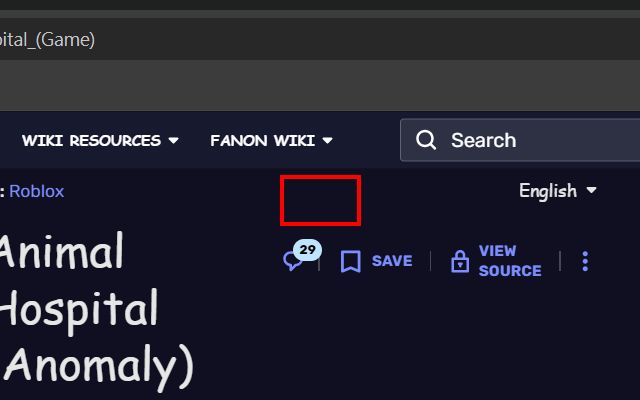 pital_(Game)
WIKI RESOURCES
FANON WIKI
Search
: Roblox
English
Animal
Hospital
(Anomaly)
29
SAVE
VIEW
SOURCE